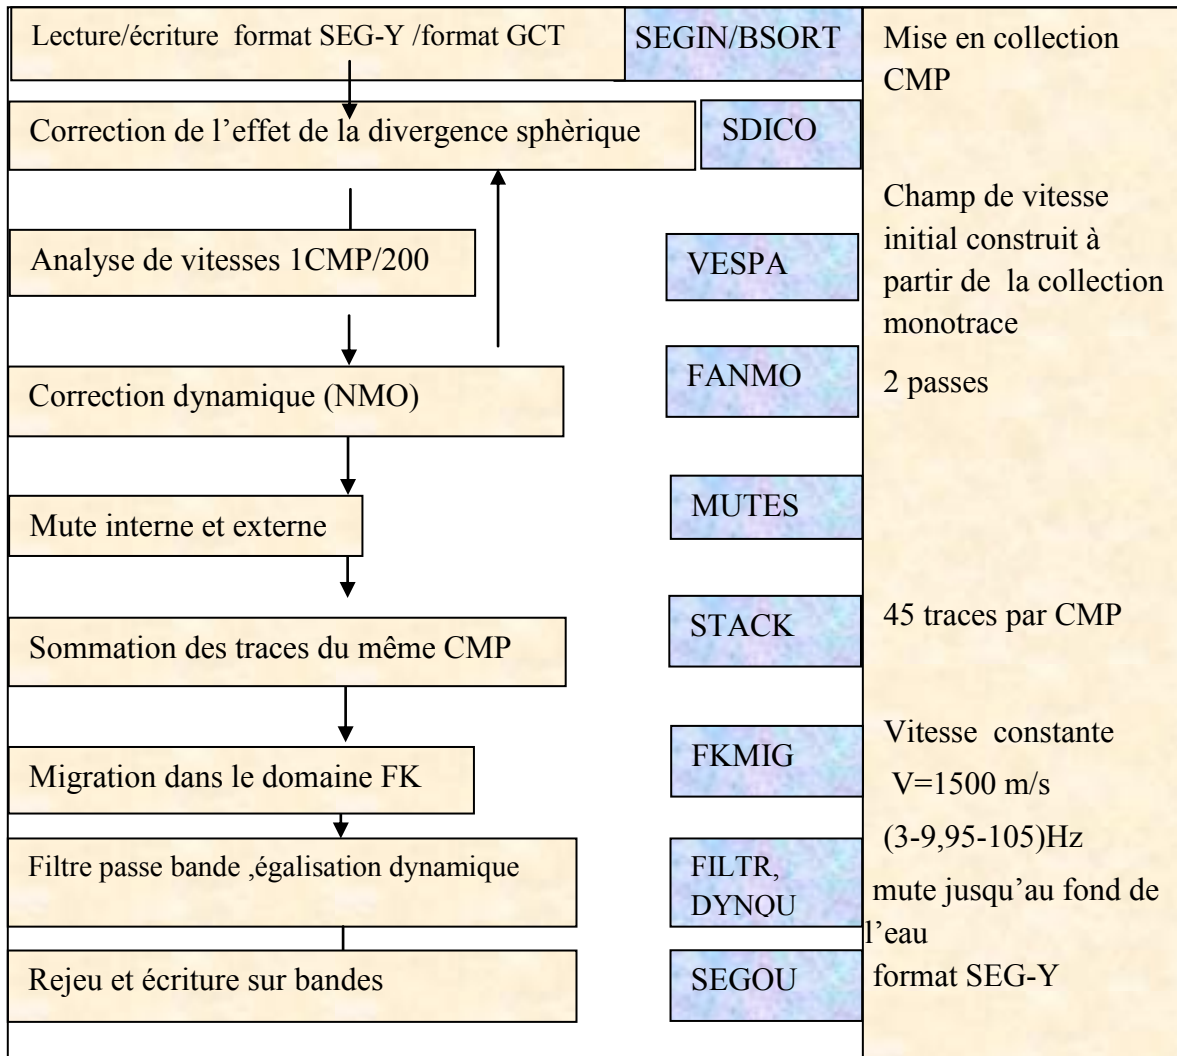 Lecture/écriture format SEG-Y /format GCT
SEGIN/BSORT
Mise en collection
CMP
Correction de l'effet de la divergence sphèrique
SDICO
Analyse de vitesses 1CMP/200
VESPA
Champ de vitesse
initial construit à
partir de la collection
monotrace
Correction dynamique (NMO)
FANMO
2 passes
Mute interne et externe
MUTES
Sommation des traces du même CMP
STACK
45 traces par CMP
Migration dans le domaine FK
FKMIG
Vitesse constante
V=1500 m/s
(3-9,95-105)Hz
Filtre passe bande ,égalisation dynamique
FILTR,
DYNQU
mute jusqu'au fond de
l'eau
Rejeu et écriture sur bandes
SEGOU
format SEG-Y